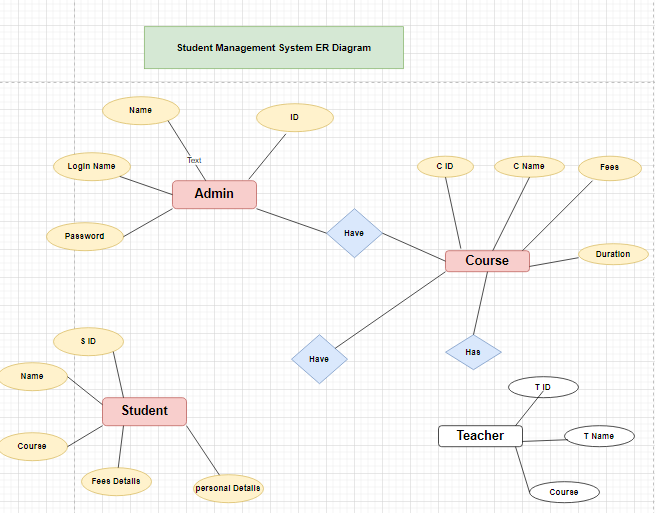 Student Management System ER Diagram
Name
ID
Text
Login Name
Admin
C ID
C Name
Fees
Password
Have
Course
Duration
S ID
Have
Has
Name
T ID
Student
Teacher
T Name
Course
Fees Details
personal Details
Course